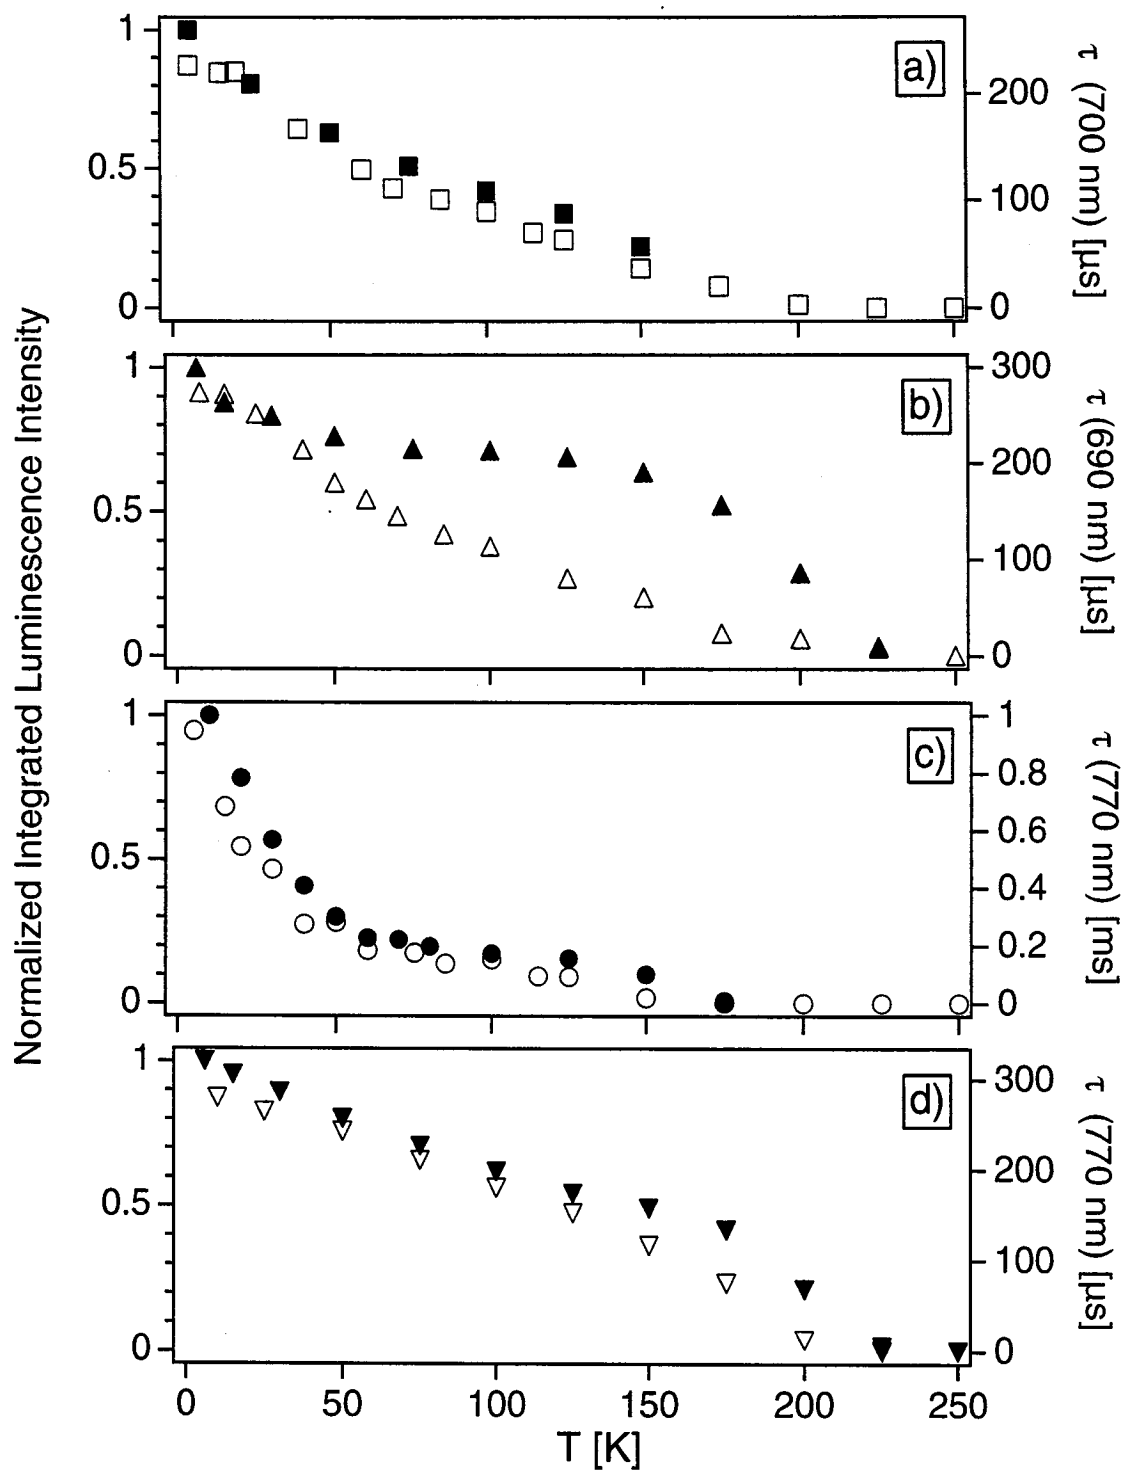 Normalized Integrated Luminescence Intensity
a)
1
0.5
0
200
100
0
τ (700 nm) [µs]
b)
1
0.5
0
300
200
100
0
τ (690 nm) [µs]
c)
1
0.5
0
1
0.8
0.6
0.4
0.2
0
τ (770 nm) [ms]
d)
1
0.5
0
300
200
100
0
τ (770 nm) [µs]
0 50 100 150 200 250
T [K]